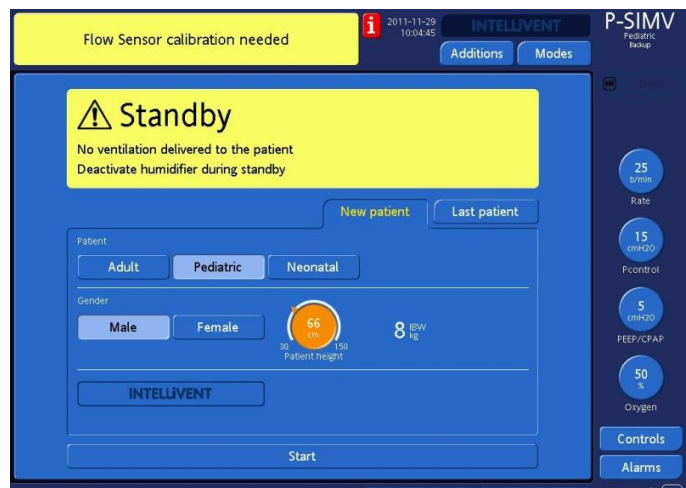 Flow Sensor calibration needed
i
2011-11-29
10:04:45
INTELLiVENT
Additions
Modes
P-SIMV
Pediatric
Backup
Standby
No ventilation delivered to the patient
Deactivate humidifier during standby
New patient
Last patient
Patient
Adult
Pediatric
Neonatal
Gender
Male
Female
66
cm
30
150
Patient height
8 IBW
kg
INTELLiVENT
Start
25
b/min
Rate
15
cmH2O
Pcontrol
5
cmH2O
PEEP/CPAP
50
%
Oxygen
Controls
Alarms